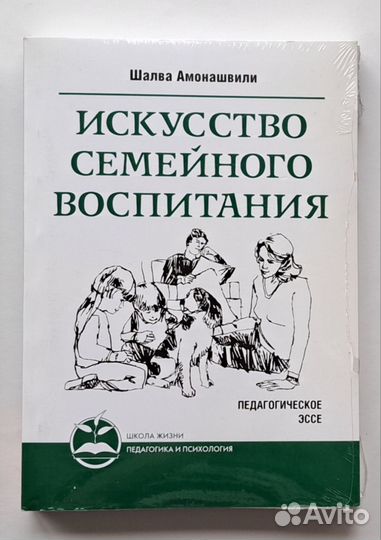 Шалва Амонашвили
ИСКУССТВО
СЕМЕЙНОГО
ВОСПИТАНИЯ
ПЕДАГОГИЧЕСКОЕ
ЭССЕ
ШКОЛА ЖИЗНИ
ПЕДАГОГИКА И ПСИХОЛОГИЯ
Avito